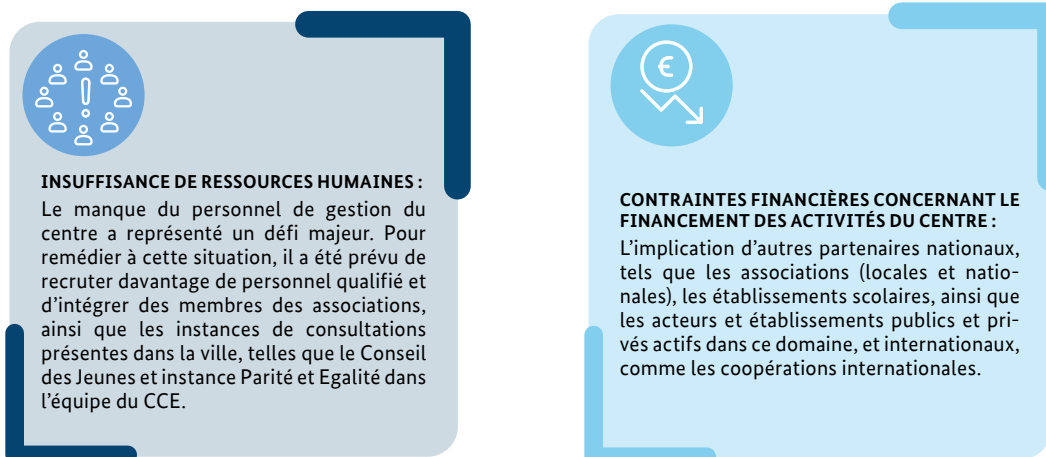 INSUFFISANCE DE RESSOURCES HUMAINES :
Le manque du personnel de gestion du
centre a représenté un défi majeur. Pour
remédier à cette situation, il a été prévu de
recruter davantage de personnel qualifié et
d’intégrer des membres des associations,
ainsi que les instances de consultations
présentes dans la ville, telles que le Conseil
des Jeunes et instance Parité et Egalité dans
l’équipe du CCE.
€
CONTRAINTES FINANCIÈRES CONCERNANT LE
FINANCEMENT DES ACTIVITÉS DU CENTRE :
L’implication d’autres partenaires nationaux,
tels que les associations (locales et natio-
nales), les établissements scolaires, ainsi que
les acteurs et établissements publics et pri-
vés actifs dans ce domaine, et internationaux,
comme les coopérations internationales.